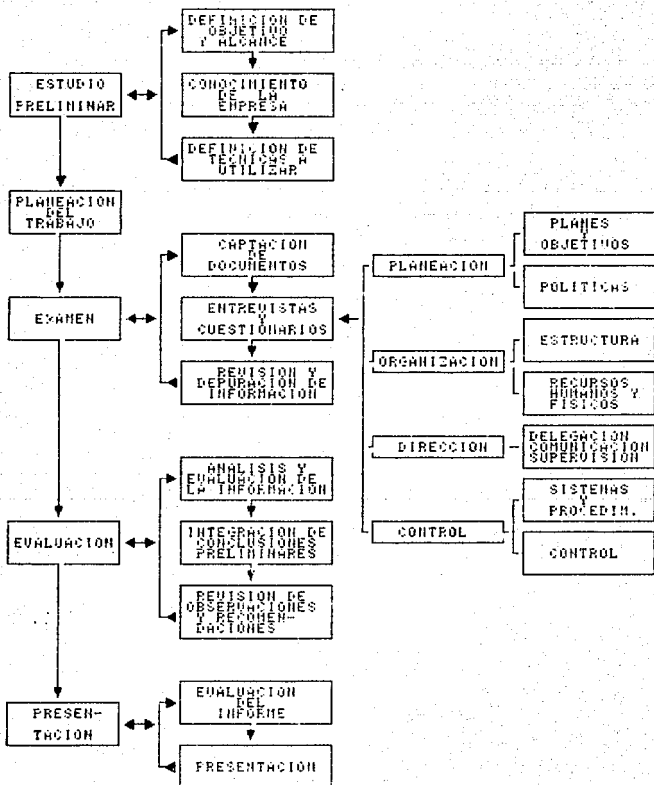 DEFINICION DE
OBJETIVO
Y ALCANCE
ESTUDIO
PRELIMINAR
CONOCIMIENTO
DE LA
EMPRESA
DEFINICION DE
TECNICAS A
UTILIZAR
PLANEACION
DEL
TRABAJO
CAPTACION
DE
DOCUMENTOS
EXAMEN
ENTREVISTAS
Y
CUESTIONARIOS
REVISION Y
DEPURACION DE
INFORMACION
PLANEACION
PLANES
Y
OBJETIVOS
POLITICAS
ORGANIZACION
ESTRUCTURA
RECURSOS
HUMANOS Y
FISICOS
DIRECCION
DELEGACION
COMUNICACION
SUPERVISION
CONTROL
SISTEMAS
Y
PROCEDIM.
CONTROL
ANALISIS Y
EVALUACION DE
LA INFORMACION
EVALUACION
INTEGRACION DE
CONCLUSIONES
PRELIMINARES
REVISION DE
OBSERVACIONES
Y RECOMEN-
DACIONES
PRESEN-
TACION
EVALUACION
DEL
INFORME
PRESENTACION